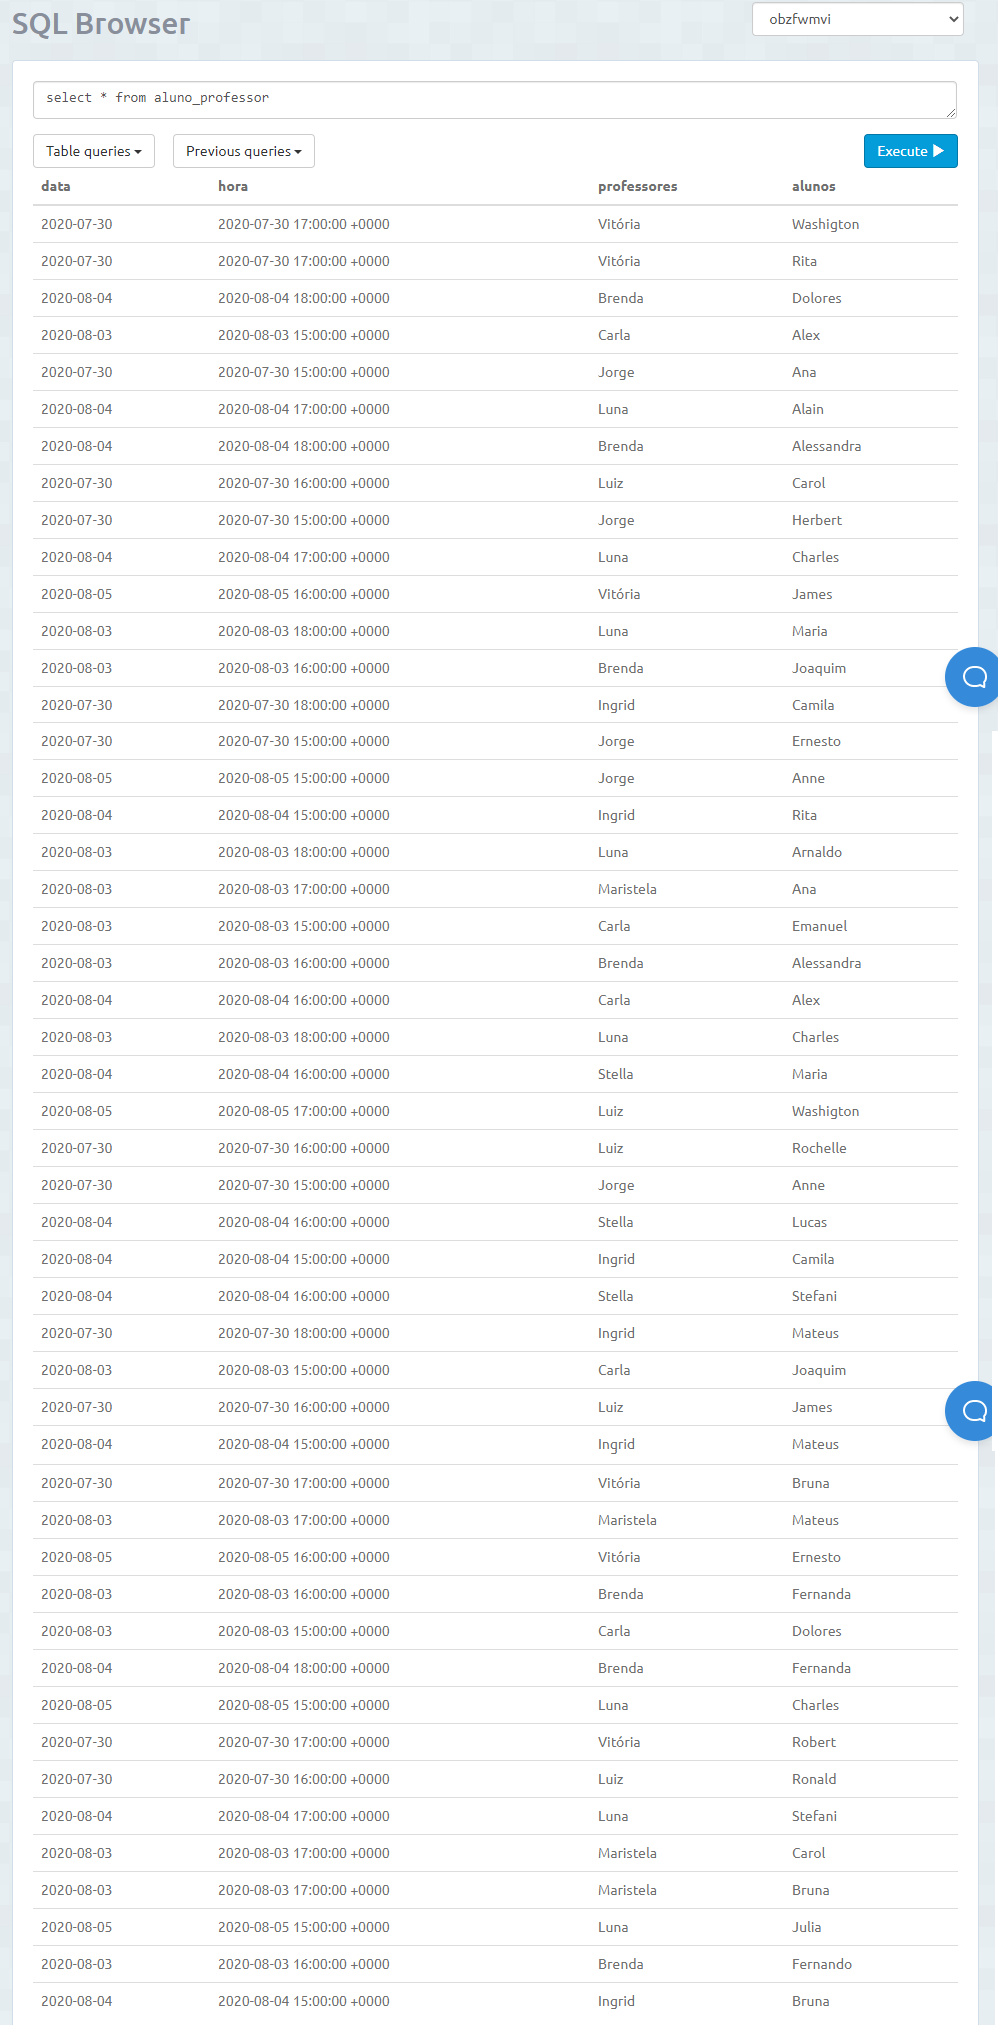 SQL Browser
obzfwmvi
select * from aluno_professor
Table queries Previous queries Execute
data hora professores alunos
2020-07-30 2020-07-30 17:00:00 +0000 Vitória Washigton
2020-07-30 2020-07-30 17:00:00 +0000 Vitória Rita
2020-08-04 2020-08-04 18:00:00 +0000 Brenda Dolores
2020-08-03 2020-08-03 15:00:00 +0000 Carla Alex
2020-07-30 2020-07-30 15:00:00 +0000 Jorge Ana
2020-08-04 2020-08-04 17:00:00 +0000 Luna Alain
2020-08-04 2020-08-04 18:00:00 +0000 Brenda Alessandra
2020-07-30 2020-07-30 16:00:00 +0000 Luiz Carol
2020-07-30 2020-07-30 15:00:00 +0000 Jorge Herbert
2020-08-04 2020-08-04 17:00:00 +0000 Luna Charles
2020-08-05 2020-08-05 16:00:00 +0000 Vitória James
2020-08-03 2020-08-03 18:00:00 +0000 Luna Maria
2020-08-03 2020-08-03 16:00:00 +0000 Brenda Joaquim
2020-07-30 2020-07-30 18:00:00 +0000 Ingrid Camila
2020-07-30 2020-07-30 15:00:00 +0000 Jorge Ernesto
2020-08-05 2020-08-05 15:00:00 +0000 Jorge Anne
2020-08-04 2020-08-04 15:00:00 +0000 Ingrid Rita
2020-08-03 2020-08-03 18:00:00 +0000 Luna Arnaldo
2020-08-03 2020-08-03 17:00:00 +0000 Maristela Ana
2020-08-03 2020-08-03 15:00:00 +0000 Carla Emanuel
2020-08-03 2020-08-03 16:00:00 +0000 Brenda Alessandra
2020-08-04 2020-08-04 16:00:00 +0000 Carla Alex
2020-08-03 2020-08-03 18:00:00 +0000 Luna Charles
2020-08-04 2020-08-04 16:00:00 +0000 Stella Maria
2020-08-05 2020-08-05 17:00:00 +0000 Luiz Washigton
2020-07-30 2020-07-30 16:00:00 +0000 Luiz Rochelle
2020-07-30 2020-07-30 15:00:00 +0000 Jorge Anne
2020-08-04 2020-08-04 16:00:00 +0000 Stella Lucas
2020-08-04 2020-08-04 15:00:00 +0000 Ingrid Camila
2020-08-04 2020-08-04 16:00:00 +0000 Stella Stefani
2020-07-30 2020-07-30 18:00:00 +0000 Ingrid Mateus
2020-08-03 2020-08-03 15:00:00 +0000 Carla Joaquim
2020-07-30 2020-07-30 16:00:00 +0000 Luiz James
2020-08-04 2020-08-04 15:00:00 +0000 Ingrid Mateus
2020-07-30 2020-07-30 17:00:00 +0000 Vitória Bruna
2020-08-03 2020-08-03 17:00:00 +0000 Maristela Mateus
2020-08-05 2020-08-05 16:00:00 +0000 Vitória Ernesto
2020-08-03 2020-08-03 16:00:00 +0000 Brenda Fernanda
2020-08-03 2020-08-03 15:00:00 +0000 Carla Dolores
2020-08-04 2020-08-04 18:00:00 +0000 Brenda Fernanda
2020-08-05 2020-08-05 15:00:00 +0000 Luna Charles
2020-07-30 2020-07-30 17:00:00 +0000 Vitória Robert
2020-07-30 2020-07-30 16:00:00 +0000 Luiz Ronald
2020-08-04 2020-08-04 17:00:00 +0000 Luna Stefani
2020-08-03 2020-08-03 17:00:00 +0000 Maristela Carol
2020-08-03 2020-08-03 17:00:00 +0000 Maristela Bruna
2020-08-05 2020-08-05 15:00:00 +0000 Luna Julia
2020-08-03 2020-08-03 16:00:00 +0000 Brenda Fernando
2020-08-04 2020-08-04 15:00:00 +0000 Ingrid Bruna